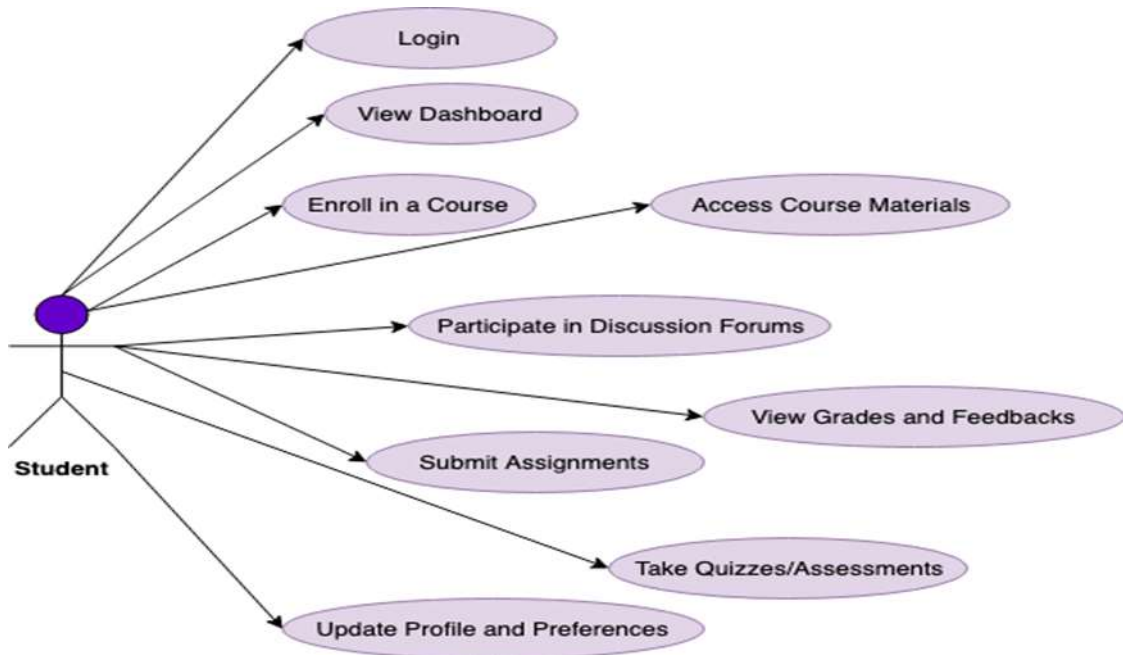 Login
View Dashboard
Enroll in a Course
Access Course Materials
Participate in Discussion Forums
View Grades and Feedbacks
Submit Assignments
Student
Take Quizzes/Assessments
Update Profile and Preferences